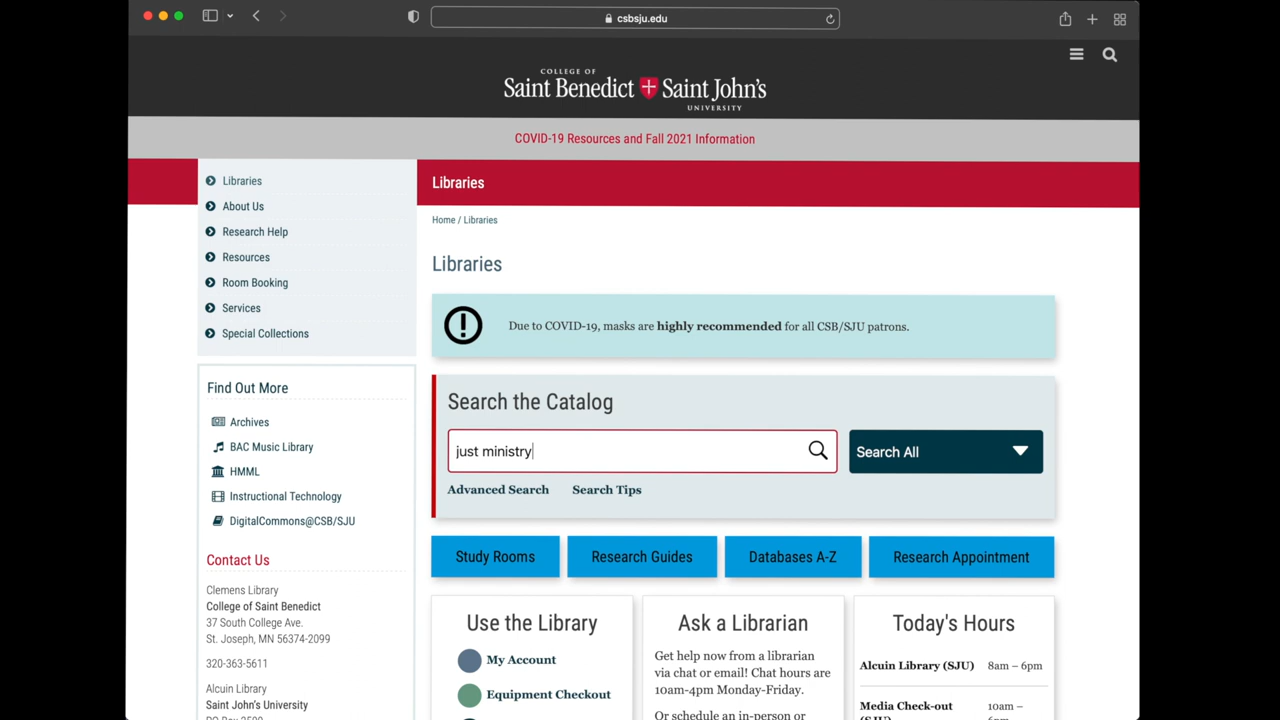 csbsju.edu
COLLEGE OF
Saint Benedict Saint John's
UNIVERSITY
COVID-19 Resources and Fall 2021 Information
Libraries
About Us
Research Help
Resources
Room Booking
Services
Special Collections
Find Out More
Archives
BAC Music Library
HMML
Instructional Technology
DigitalCommons@CSB/SJU
Contact Us
Clemens Library
College of Saint Benedict
37 South College Ave.
St. Joseph, MN 56374-2099
320-363-5611
Alcuin Library
Saint John's University
Libraries
Home / Libraries
Libraries
Due to COVID-19, masks are highly recommended for all CSB/SJU patrons.
Search the Catalog
just ministry
Search All
Advanced Search Search Tips
Study Rooms
Research Guides
Databases A-Z
Research Appointment
Use the Library
My Account
Equipment Checkout
Ask a Librarian
Get help now from a librarian
via chat or email! Chat hours are
10am-4pm Monday-Friday.
Or schedule an in-person or
Today's Hours
Alcuin Library (SJU) 8am – 6pm
Media Check-out 10am –